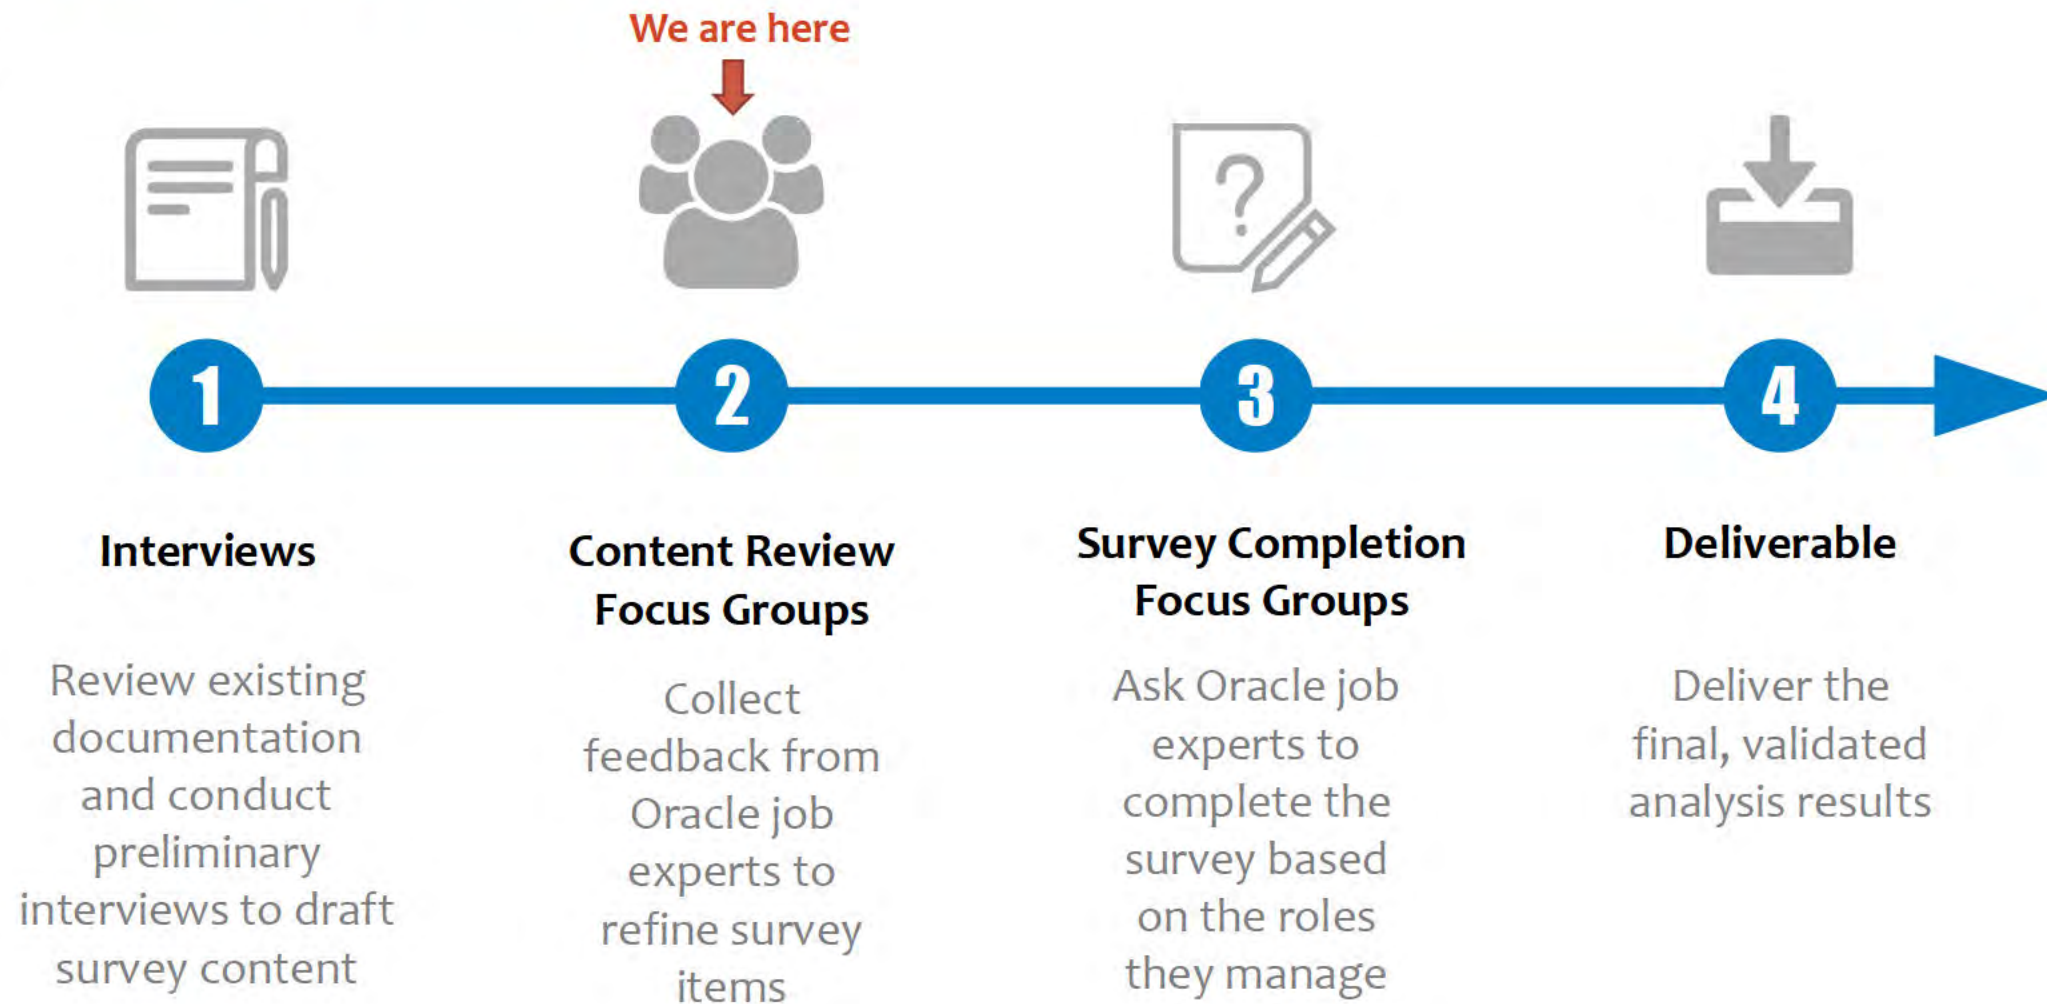 We are here
?
1
2
3
4
Interviews
Review existing
documentation
and conduct
preliminary
interviews to draft
survey content
Content Review
Focus Groups
Collect
feedback from
Oracle job
experts to
refine survey
items
Survey Completion
Focus Groups
Ask Oracle job
experts to
complete the
survey based
on the roles
they manage
Deliverable
Deliver the
final, validated
analysis results